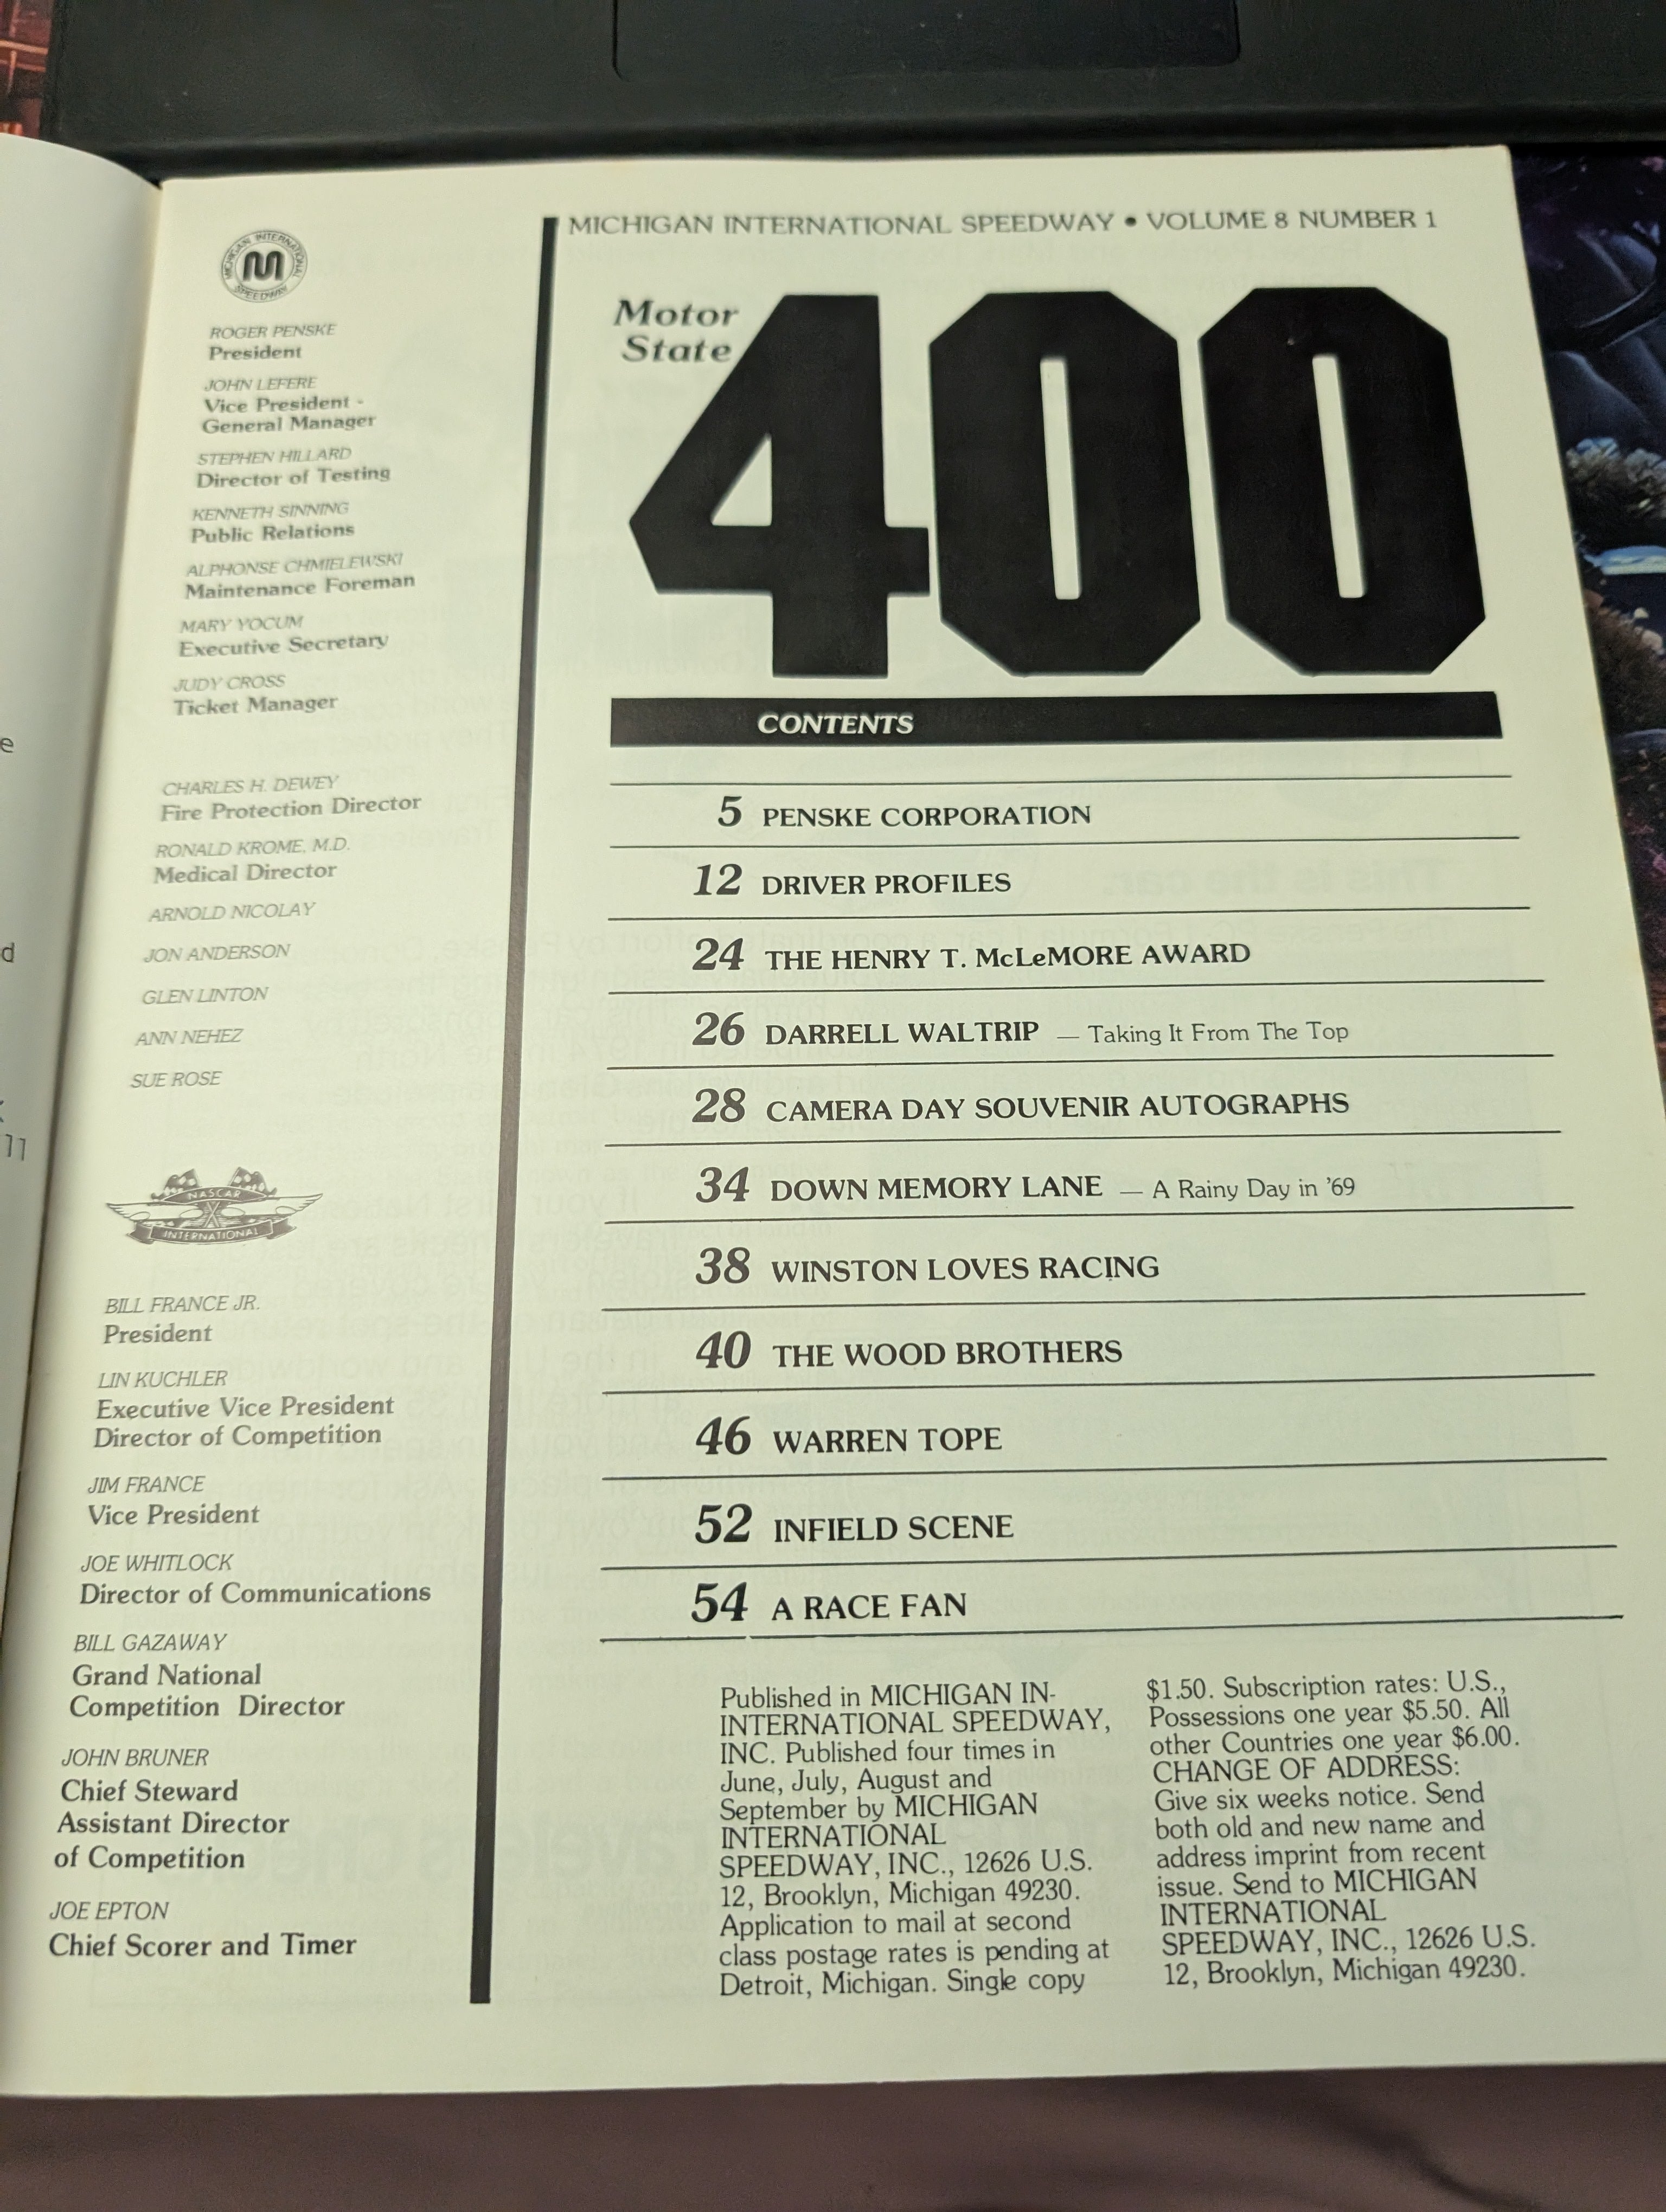 MICHIGAN INTERNATIONAL
M
SPEEDWAY
ROGER PENSKE
President
JOHN LEFERE
Vice President -
General Manager
STEPHEN HILLARD
Director of Testing
KENNETH SINNING
Public Relations
ALPHONSE CHMIELEWSKI
Maintenance Foreman
MARY YOCUM
Executive Secretary
JUDY CROSS
Ticket Manager
CHARLES H. DEWEY
Fire Protection Director
RONALD KROME, M.D.
Medical Director
ARNOLD NICOLAY
JON ANDERSON
GLEN LINTON
ANN NEHEZ
SUE ROSE
NASCAR
INTERNATIONAL
BILL FRANCE JR.
President
LIN KUCHLER
Executive Vice President
Director of Competition
JIM FRANCE
Vice President
JOE WHITLOCK
Director of Communications
BILL GAZAWAY
Grand National
Competition Director
JOHN BRUNER
Chief Steward
Assistant Director
of Competition
JOE EPTON
Chief Scorer and Timer
MICHIGAN INTERNATIONAL SPEEDWAY • VOLUME 8 NUMBER 1
Motor
State
400
CONTENTS
5 PENSKE CORPORATION
12 DRIVER PROFILES
24 THE HENRY T. McLeMORE AWARD
26 DARRELL WALTRIP — Taking It From The Top
28 CAMERA DAY SOUVENIR AUTOGRAPHS
34 DOWN MEMORY LANE — A Rainy Day in '69
38 WINSTON LOVES RACING
40 THE WOOD BROTHERS
46 WARREN TOPE
52 INFIELD SCENE
54 A RACE FAN
Published in MICHIGAN IN-
INTERNATIONAL SPEEDWAY,
INC. Published four times in
June, July, August and
September by MICHIGAN
INTERNATIONAL
SPEEDWAY, INC., 12626 U.S.
12, Brooklyn, Michigan 49230.
Application to mail at second
class postage rates is pending at
Detroit, Michigan. Single copy
$1.50. Subscription rates: U.S.,
Possessions one year $5.50. All
other Countries one year $6.00.
CHANGE OF ADDRESS:
Give six weeks notice. Send
both old and new name and
address imprint from recent
issue. Send to MICHIGAN
INTERNATIONAL
SPEEDWAY, INC., 12626 U.S.
12, Brooklyn, Michigan 49230.